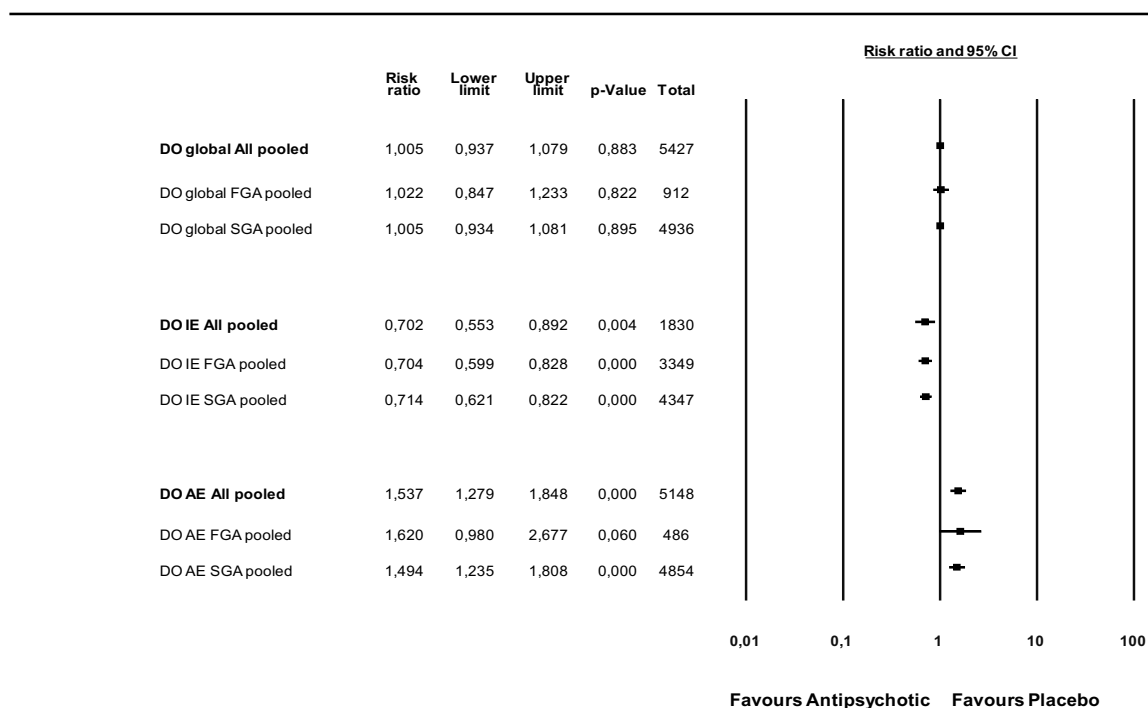 Risk ratio and 95% CI
Risk ratio Lower limit Upper limit p-Value Total
DO global All pooled 1,005 0,937 1,079 0,883 5427
DO global FGA pooled 1,022 0,847 1,233 0,822 912
DO global SGA pooled 1,005 0,934 1,081 0,895 4936
DO IE All pooled 0,702 0,553 0,892 0,004 1830
DO IE FGA pooled 0,704 0,599 0,828 0,000 3349
DO IE SGA pooled 0,714 0,621 0,822 0,000 4347
DO AE All pooled 1,537 1,279 1,848 0,000 5148
DO AE FGA pooled 1,620 0,980 2,677 0,060 486
DO AE SGA pooled 1,494 1,235 1,808 0,000 4854
0,01 0,1 1 10 100
Favours Antipsychotic Favours Placebo